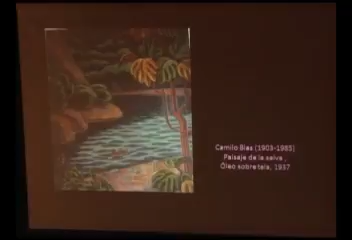 Camilo Blas (1903-1985)
Paisaje de la selva,
Óleo sobre tela, 1937